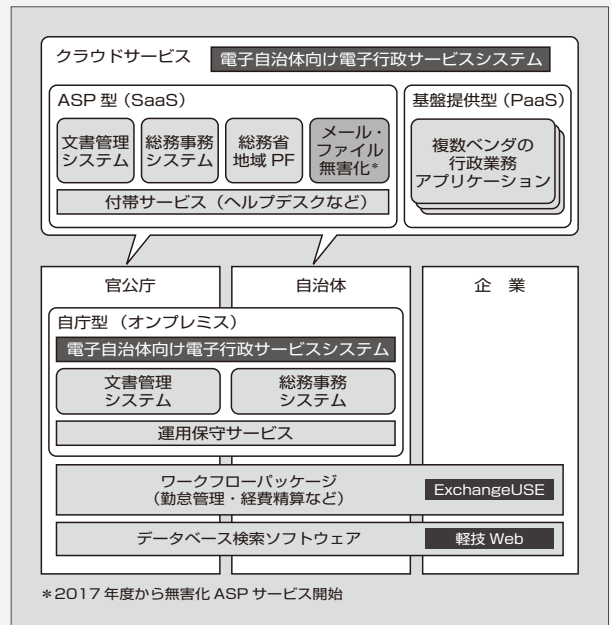 クラウドサービス
電子自治体向け電子行政サービスシステム
ASP 型（SaaS）
文書管理
システム
総務事務
システム
総務省
地域 PF
メール・
ファイル
無害化*
付帯サービス（ヘルプデスクなど）
基盤提供型（PaaS）
複数ベンダの
行政業務
アプリケーション
官公庁
自治体
企　業
自庁型 （オンプレミス）
電子自治体向け電子行政サービスシステム
文書管理
システム
総務事務
システム
運用保守サービス
ワークフローパッケージ
（勤怠管理・経費精算など）
ExchangeUSE
データベース検索ソフトウェア
軽技 Web
＊2017 年度から無害化 ASP サービス開始